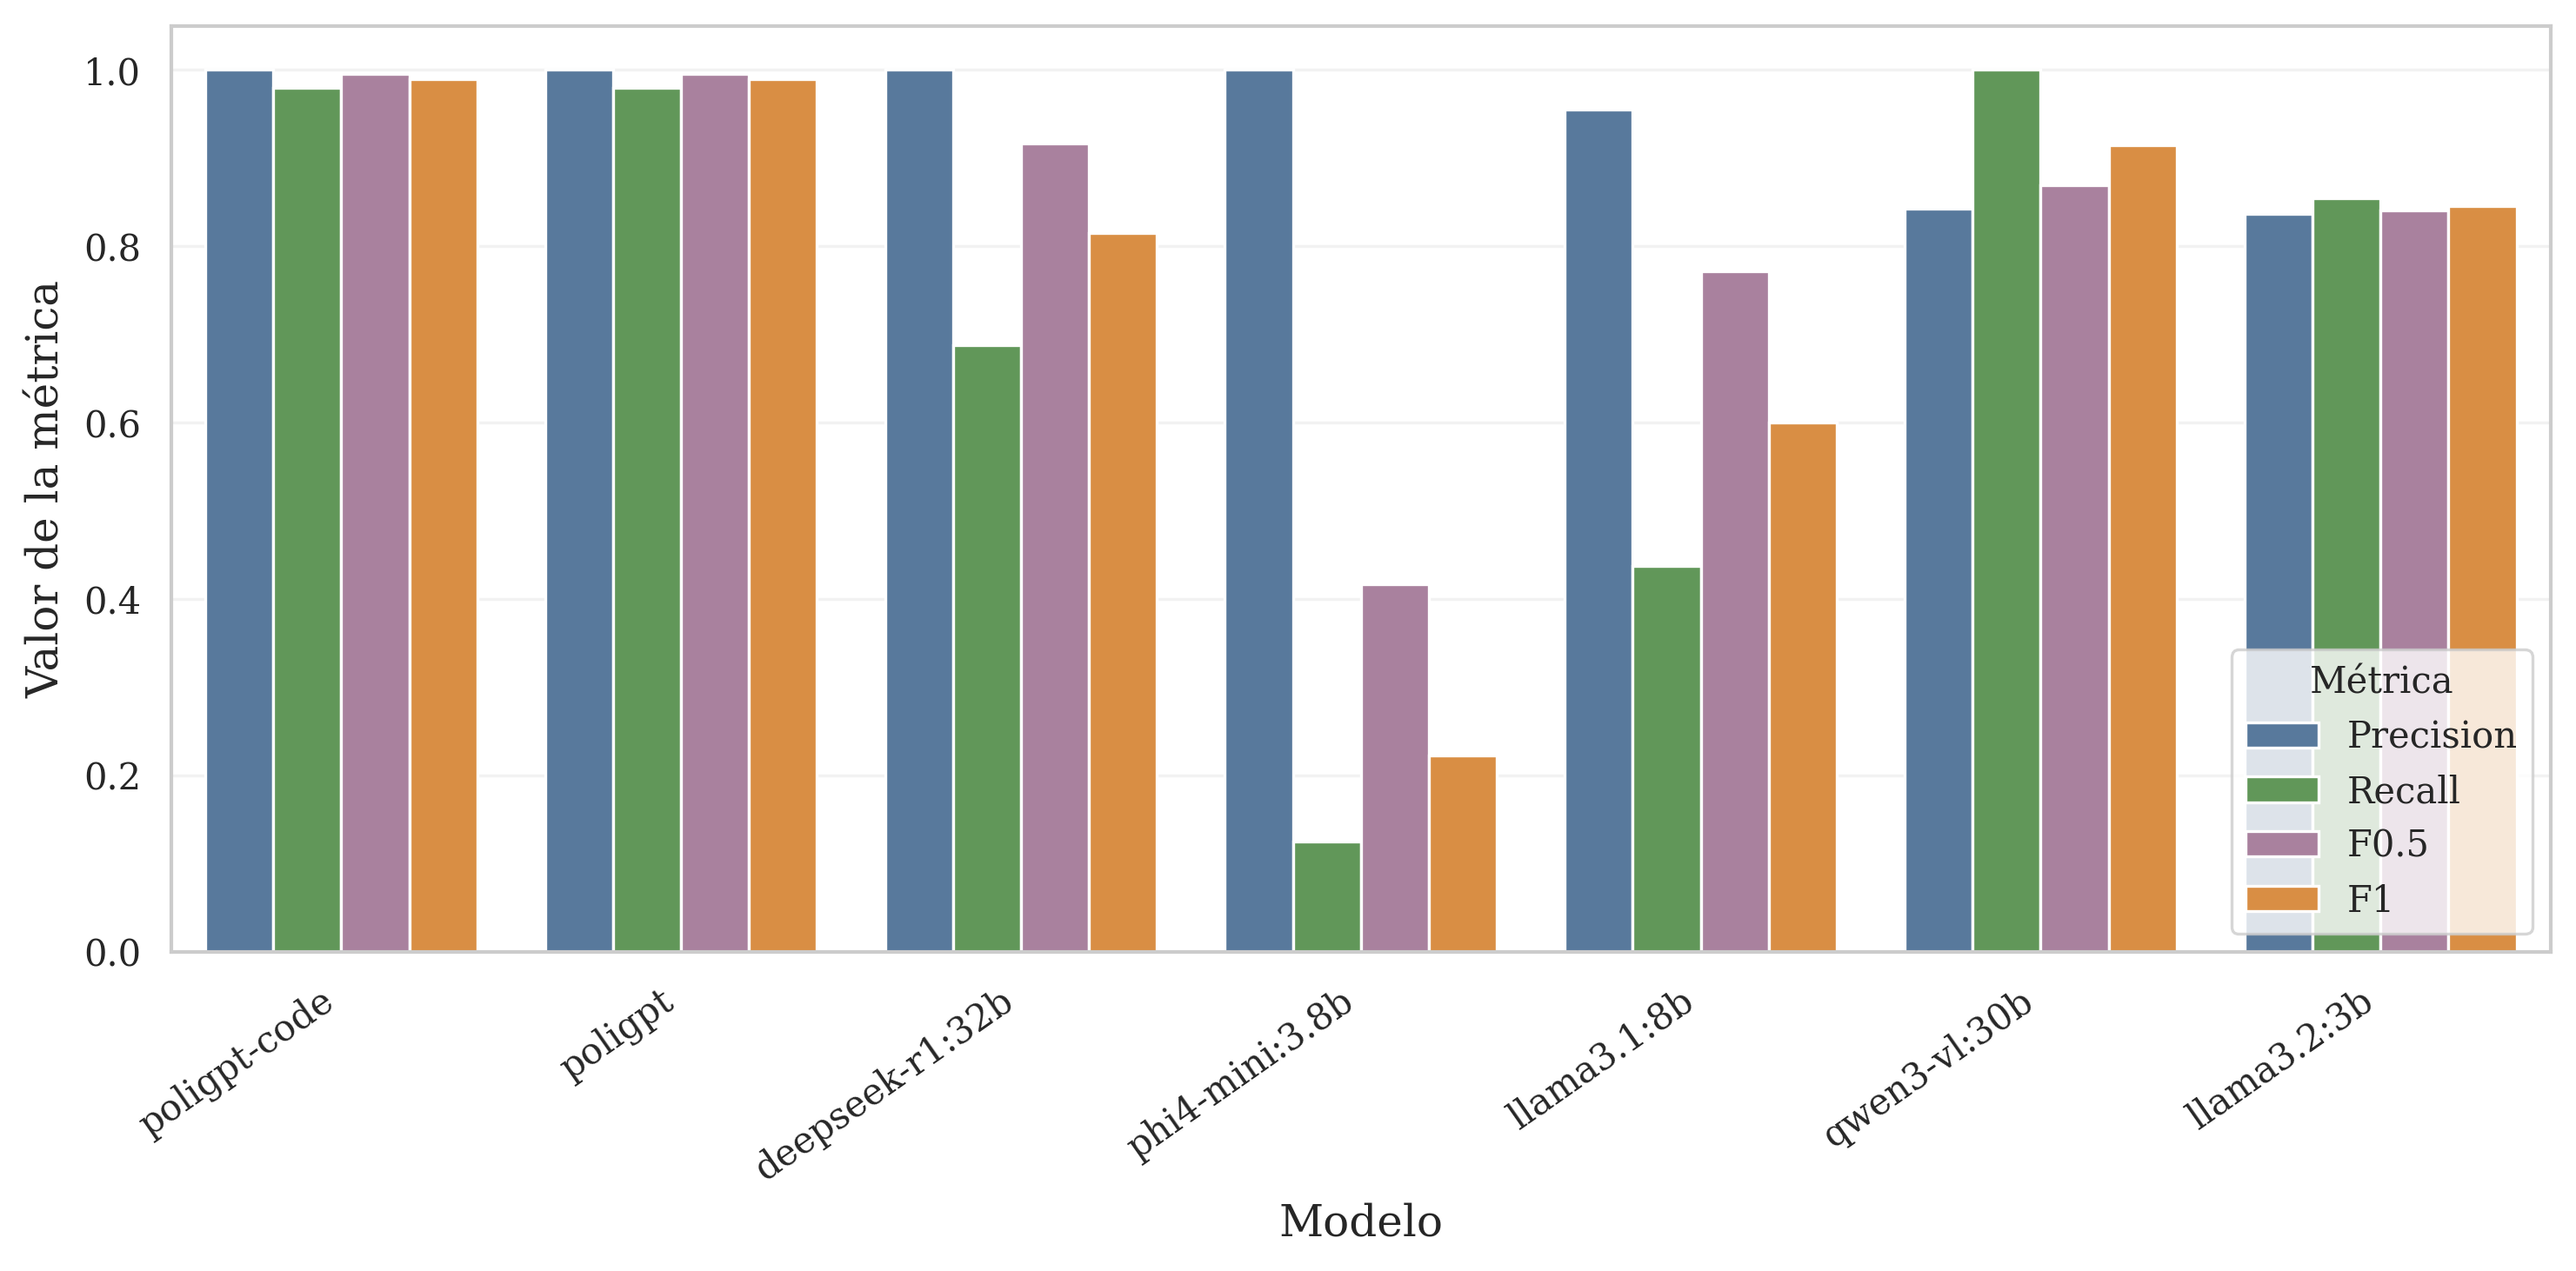 Valor de la métrica
1.0
0.8
0.6
0.4
0.2
0.0
Métrica
Precision
Recall
F0.5
F1
poligpt-code
poligpt
deepseek-r1:32b
phi4-mini:3.8b
llama3.1:8b
qwen3-vl:30b
llama3.2:3b
Modelo